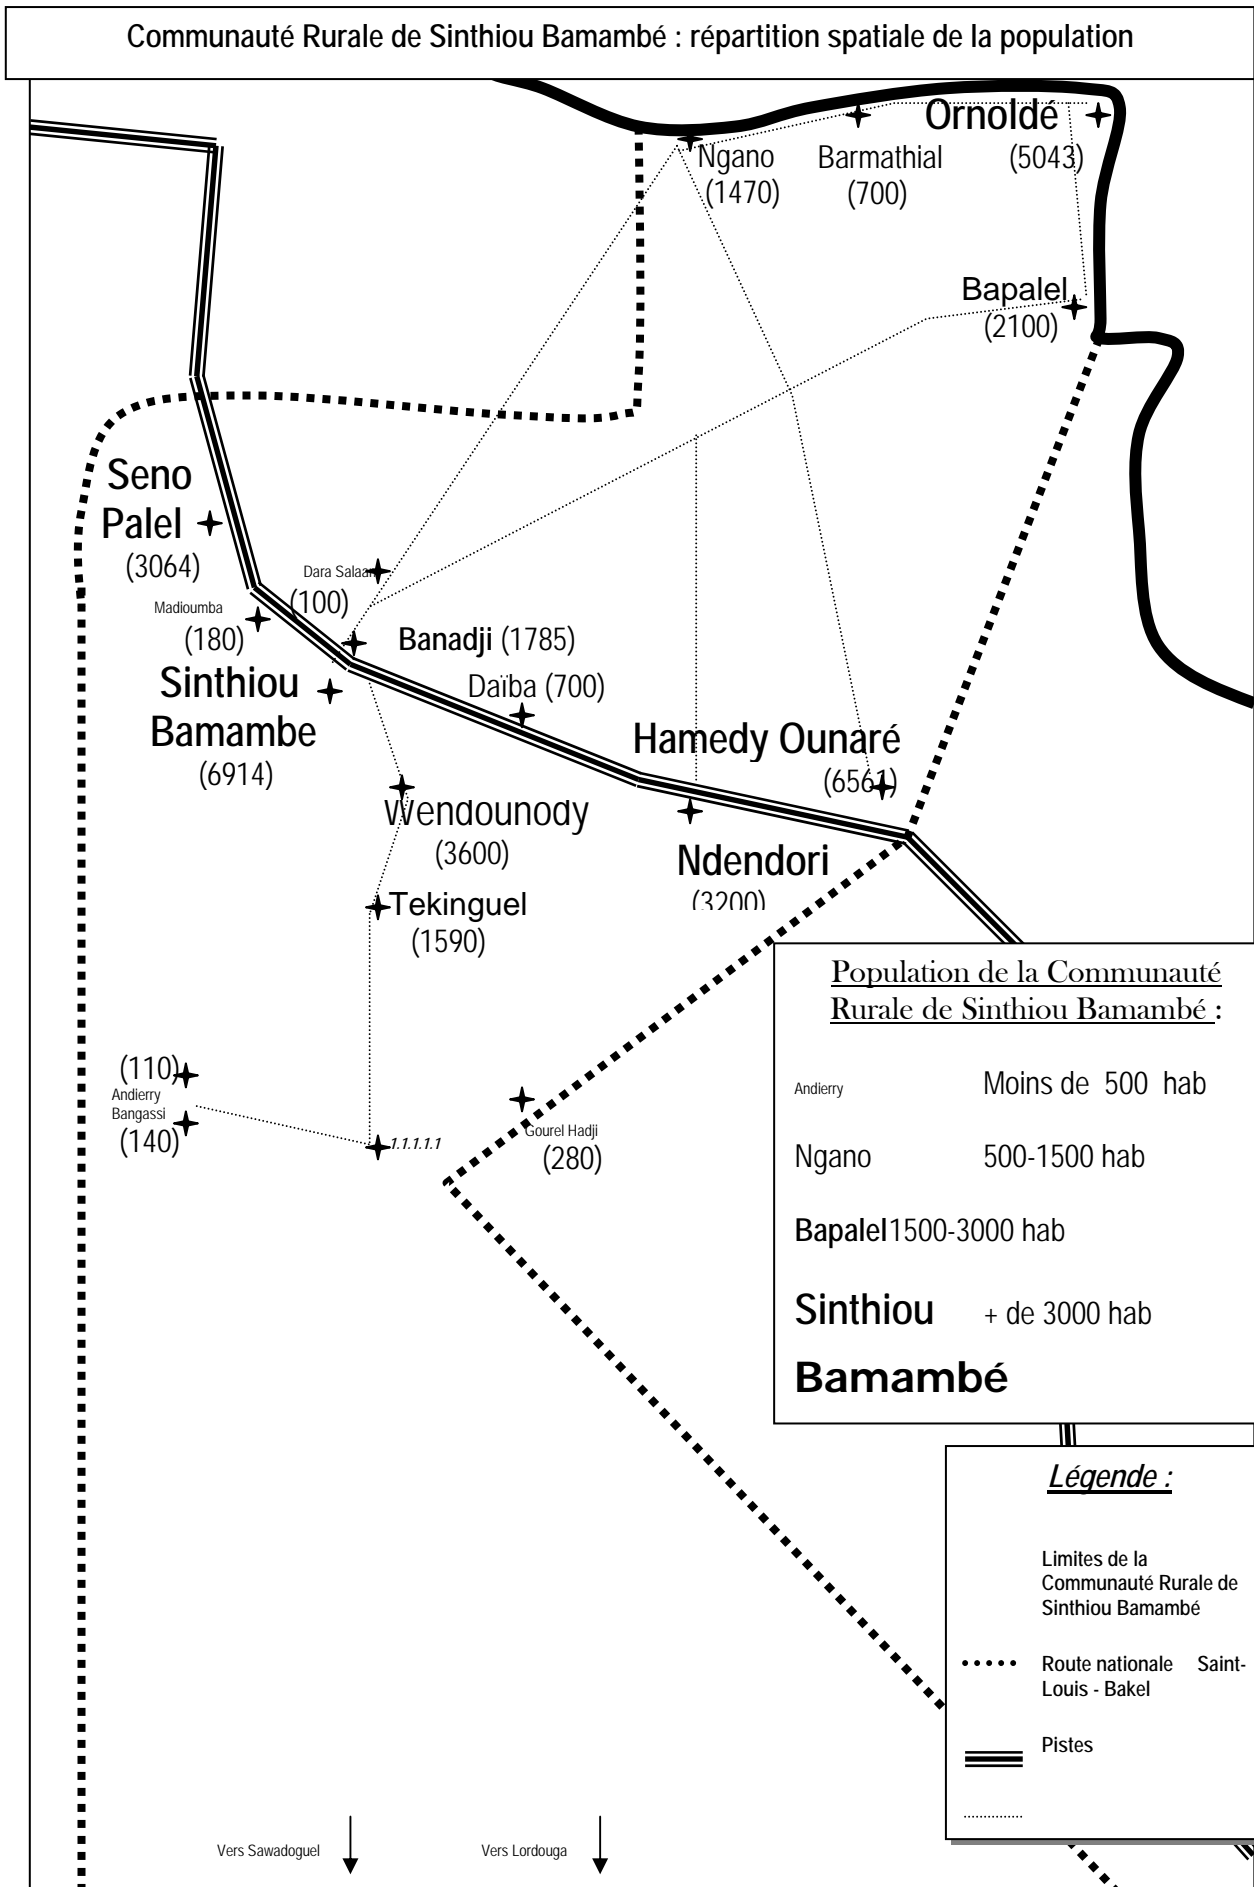 Communauté Rurale de Sinthiou Bamambé : répartition spatiale de la population
Ornoldé
(5043)
Ngano
(1470)
Barmathial
(700)
Bapalel
(2100)
Seno
Palel
(3064)
Dara Salaam
(100)
Madioumba
(180)
Banadji (1785)
Sinthiou
Bamambe
(6914)
Daïba (700)
Hamedy Ounaré
(6561)
Wendounody
(3600)
Ndendori
(3200)
Tekinguel
(1590)
(110)
Andierry
Bangassi
(140)
1.1.1.1.1
Gourel Hadji
(280)
Population de la Communauté
Rurale de Sinthiou Bamambé :
Andierry Moins de 500 hab
Ngano 500-1500 hab
Bapalel1500-3000 hab
Sinthiou + de 3000 hab
Bamambé
Légende :
Limites de la
Communauté Rurale de
Sinthiou Bamambé
Route nationale Saint-
Louis - Bakel
Pistes
Vers Sawadoguel
Vers Lordouga